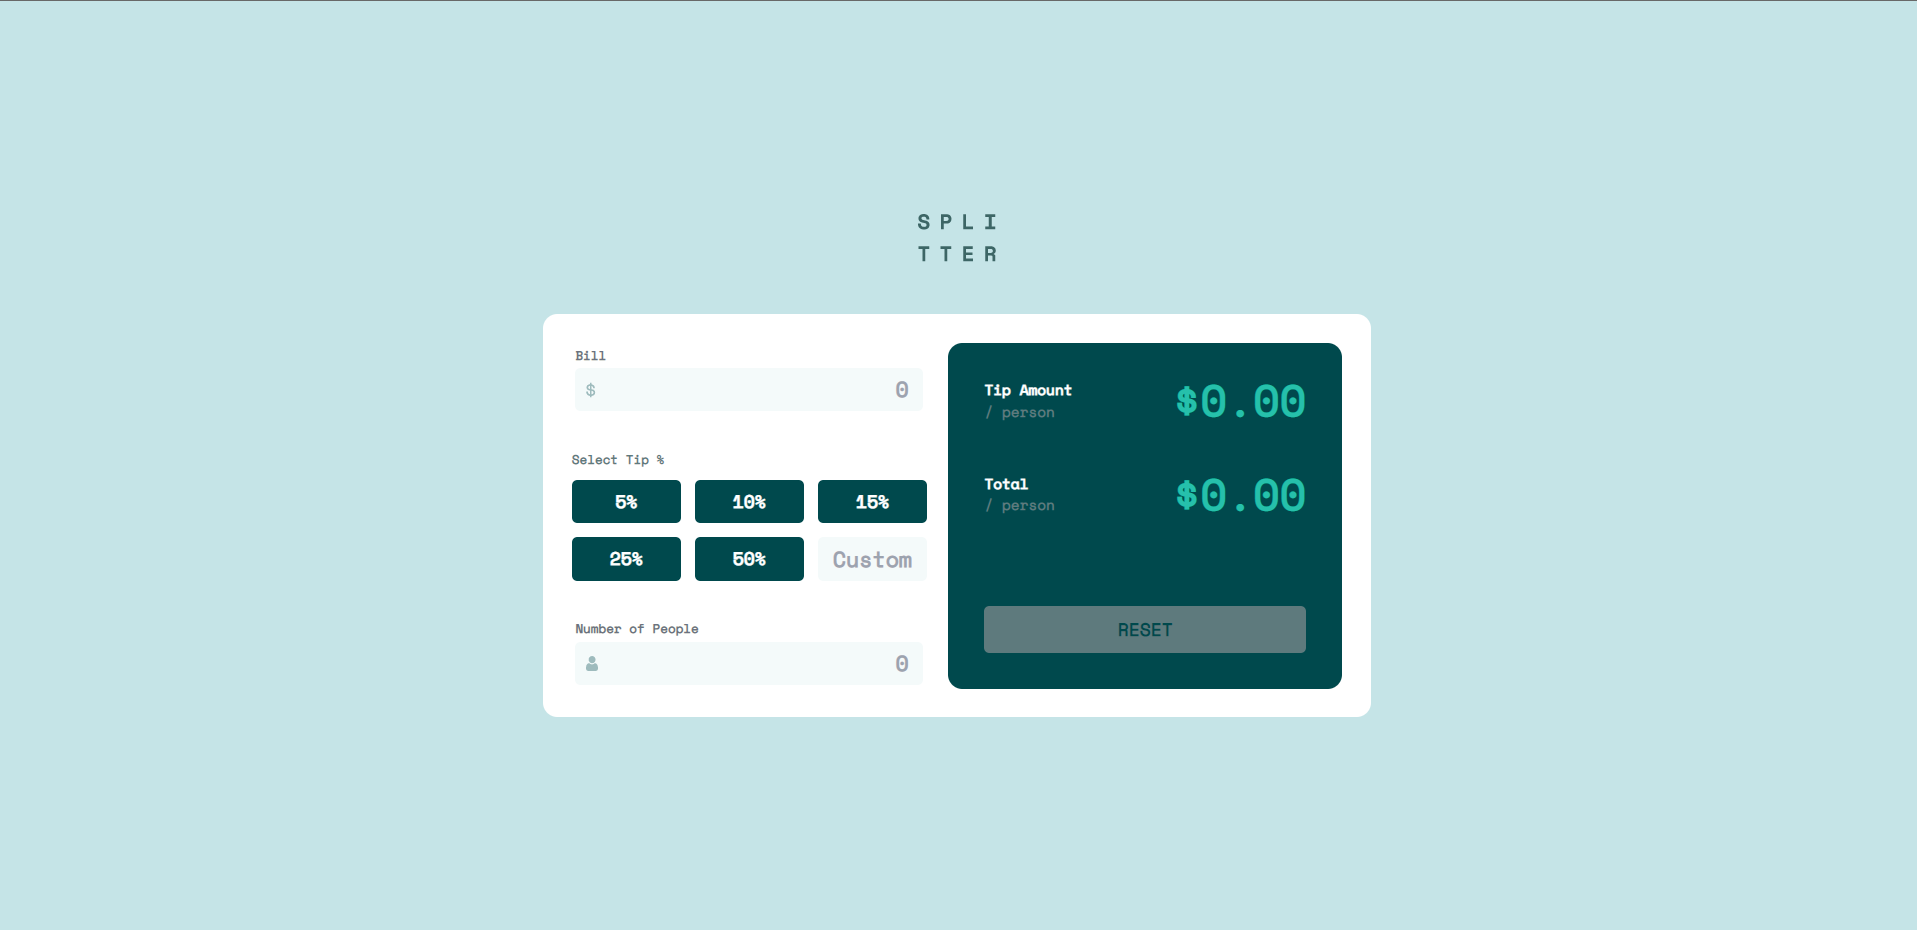 S P L I
T T E R
Bill
$ 0
Select Tip %
5% 10% 15%
25% 50% Custom
Number of People
0
Tip Amount
/ person
$0.00
Total
/ person
$0.00
RESET